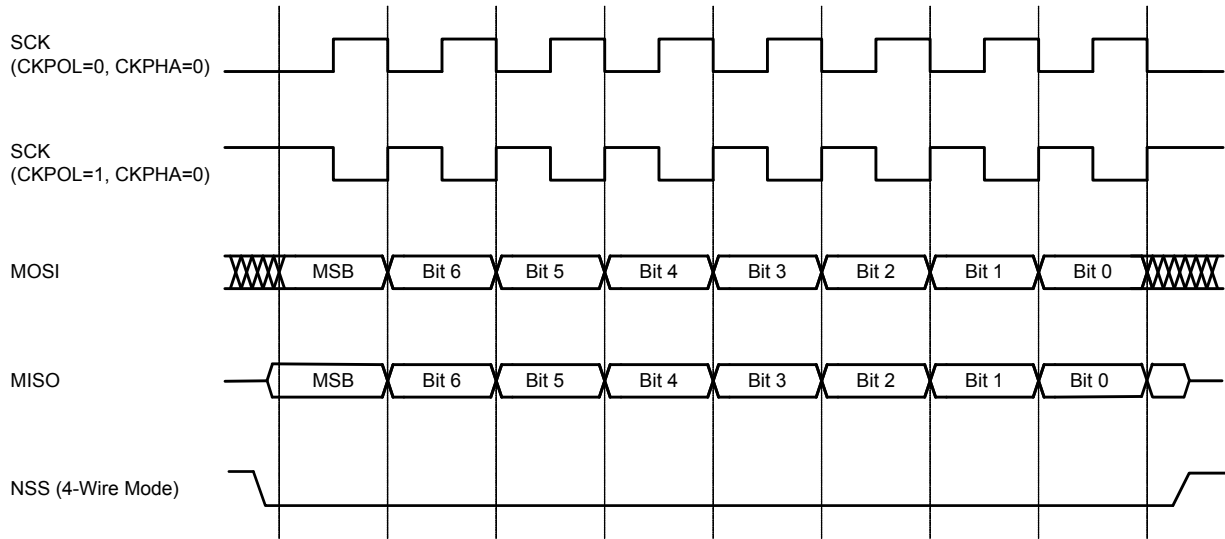 SCK
(CKPOL=0, CKPHA=0)
SCK
(CKPOL=1, CKPHA=0)
MOSI
MSB Bit 6 Bit 5 Bit 4 Bit 3 Bit 2 Bit 1 Bit 0
MISO
MSB Bit 6 Bit 5 Bit 4 Bit 3 Bit 2 Bit 1 Bit 0
NSS (4-Wire Mode)